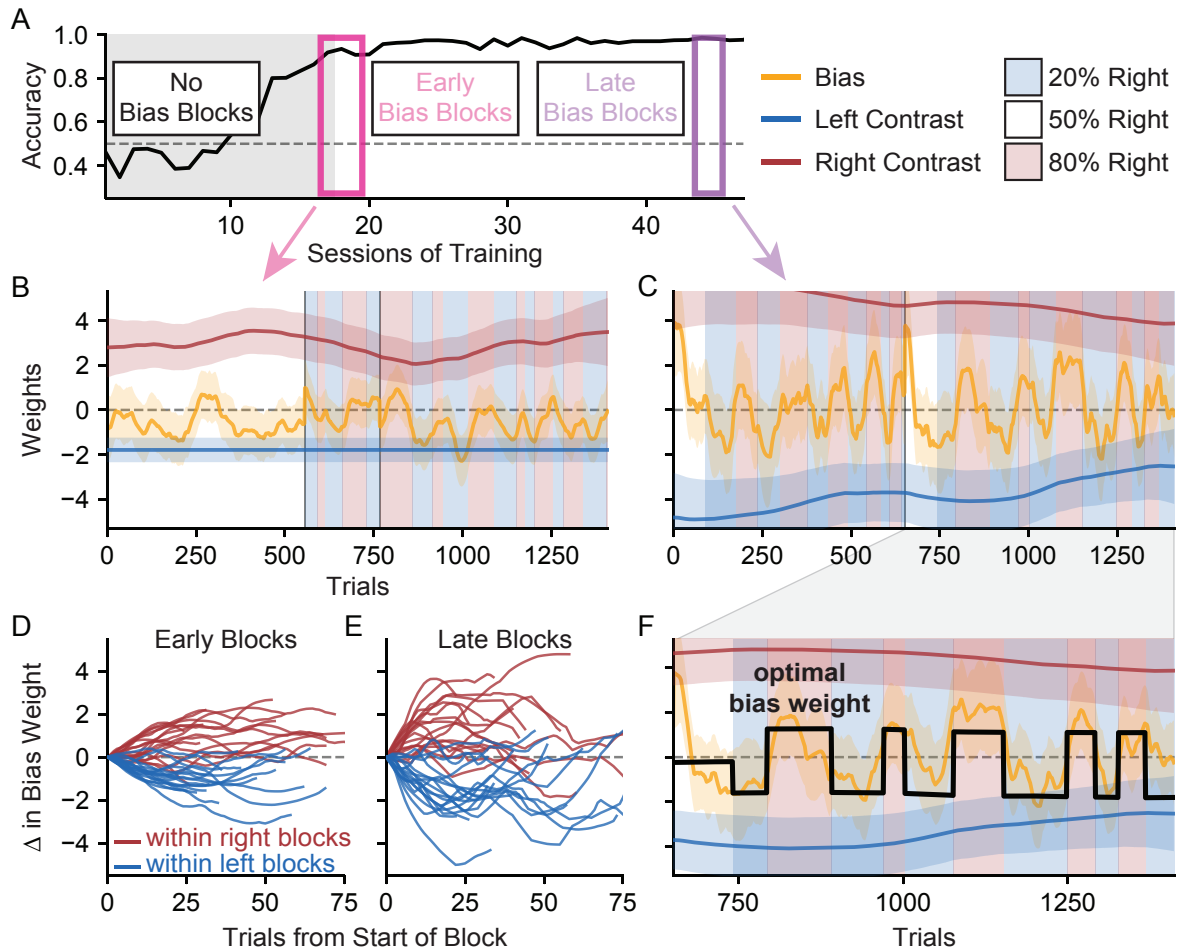 A
Accuracy
1.0
0.8
0.6
0.4
No
Bias Blocks
Early
Bias Blocks
Late
Bias Blocks
10
20
30
40
Sessions of Training
Bias
Left Contrast
Right Contrast
20% Right
50% Right
80% Right
B
Weights
4
2
0
−2
−4
0
250
500
750
1000
1250
Trials
C
0
250
500
750
1000
1250
D
Early Blocks
Δ in Bias Weight
4
2
0
−2
−4
within right blocks
within left blocks
0
25
50
75
E
Late Blocks
0
25
50
75
Trials from Start of Block
F
optimal
bias weight
750
1000
1250
Trials